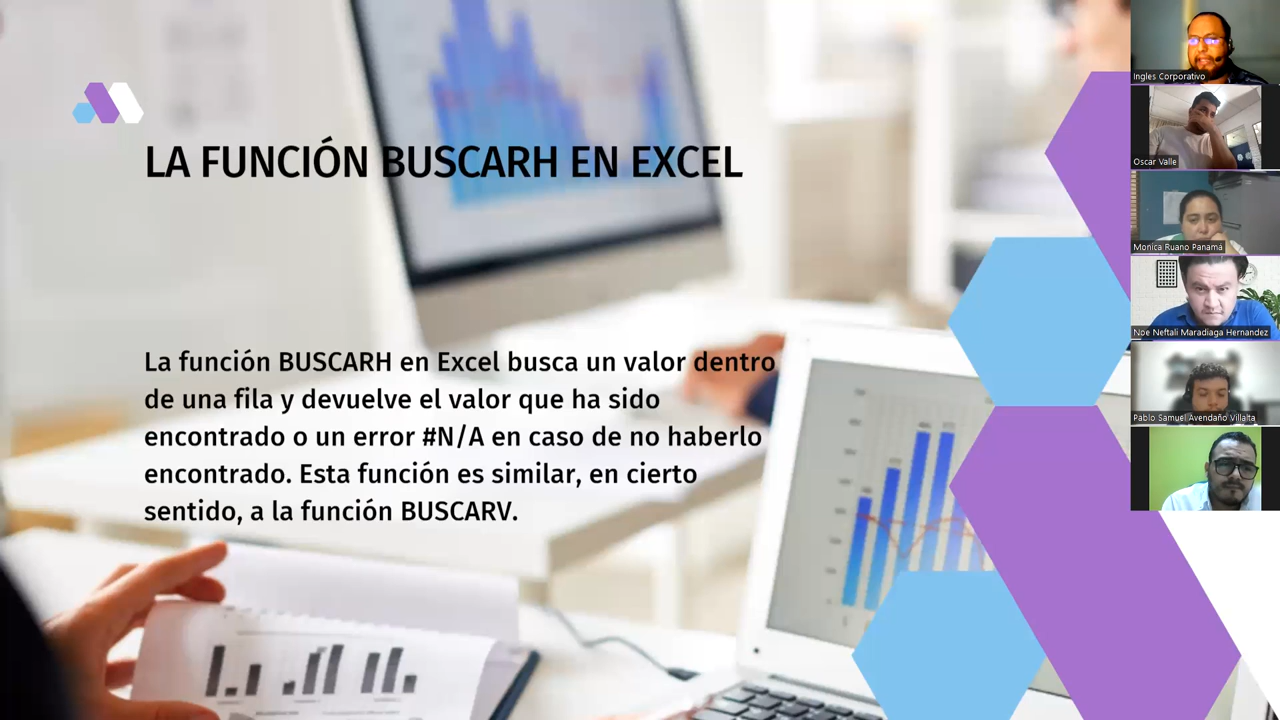 LA FUNCIÓN BUSCARH EN EXCEL
La función BUSCARH en Excel busca un valor dentro
de una fila y devuelve el valor que ha sido
encontrado o un error #N/A en caso de no haberlo
encontrado. Esta función es similar, en cierto
sentido, a la función BUSCARV.
Ingles Corporativo
Oscar Valle
Monica Ruano Panamá
Noe Neftali Maradiaga Hernandez
Pablo Samuel Avendaño Villalta